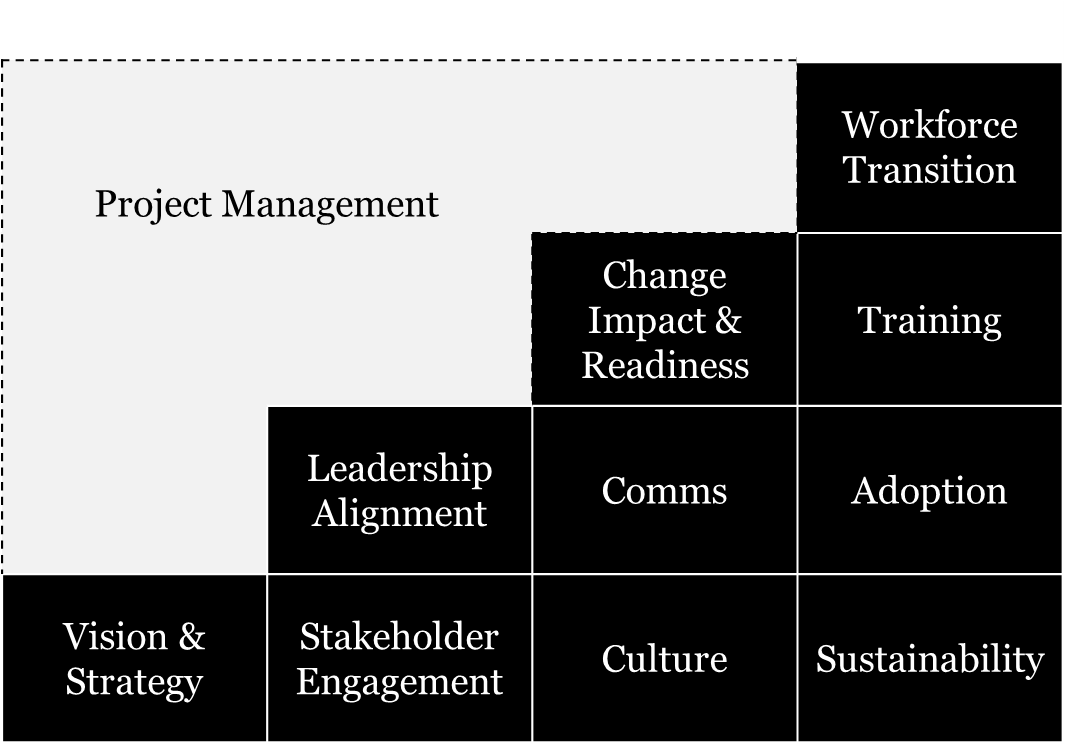 Workforce
Transition
Project Management
Change
Impact &
Readiness
Training
Leadership
Alignment
Comms
Adoption
Vision &
Strategy
Stakeholder
Engagement
Culture
Sustainability